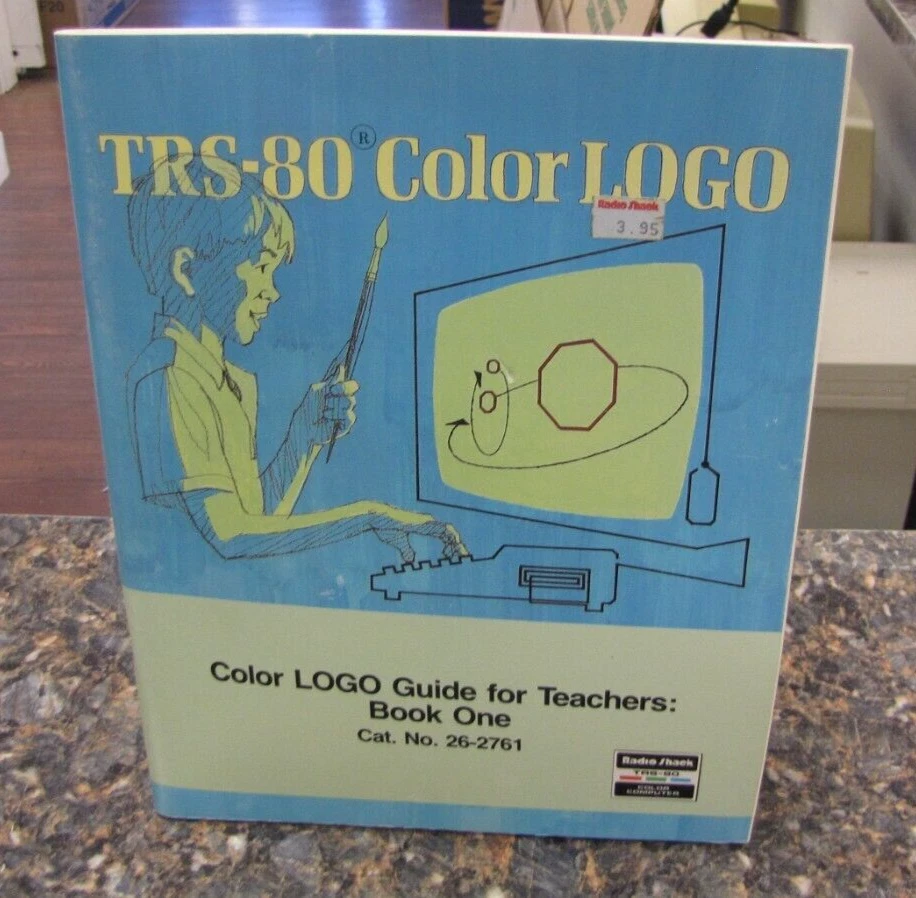 F20
TRS-80® Color LOGO
Radio Shack
3.95
Color LOGO Guide for Teachers:
Book One
Cat. No. 26-2761
Radio Shack
TRS-80
COLOR
COMPUTER